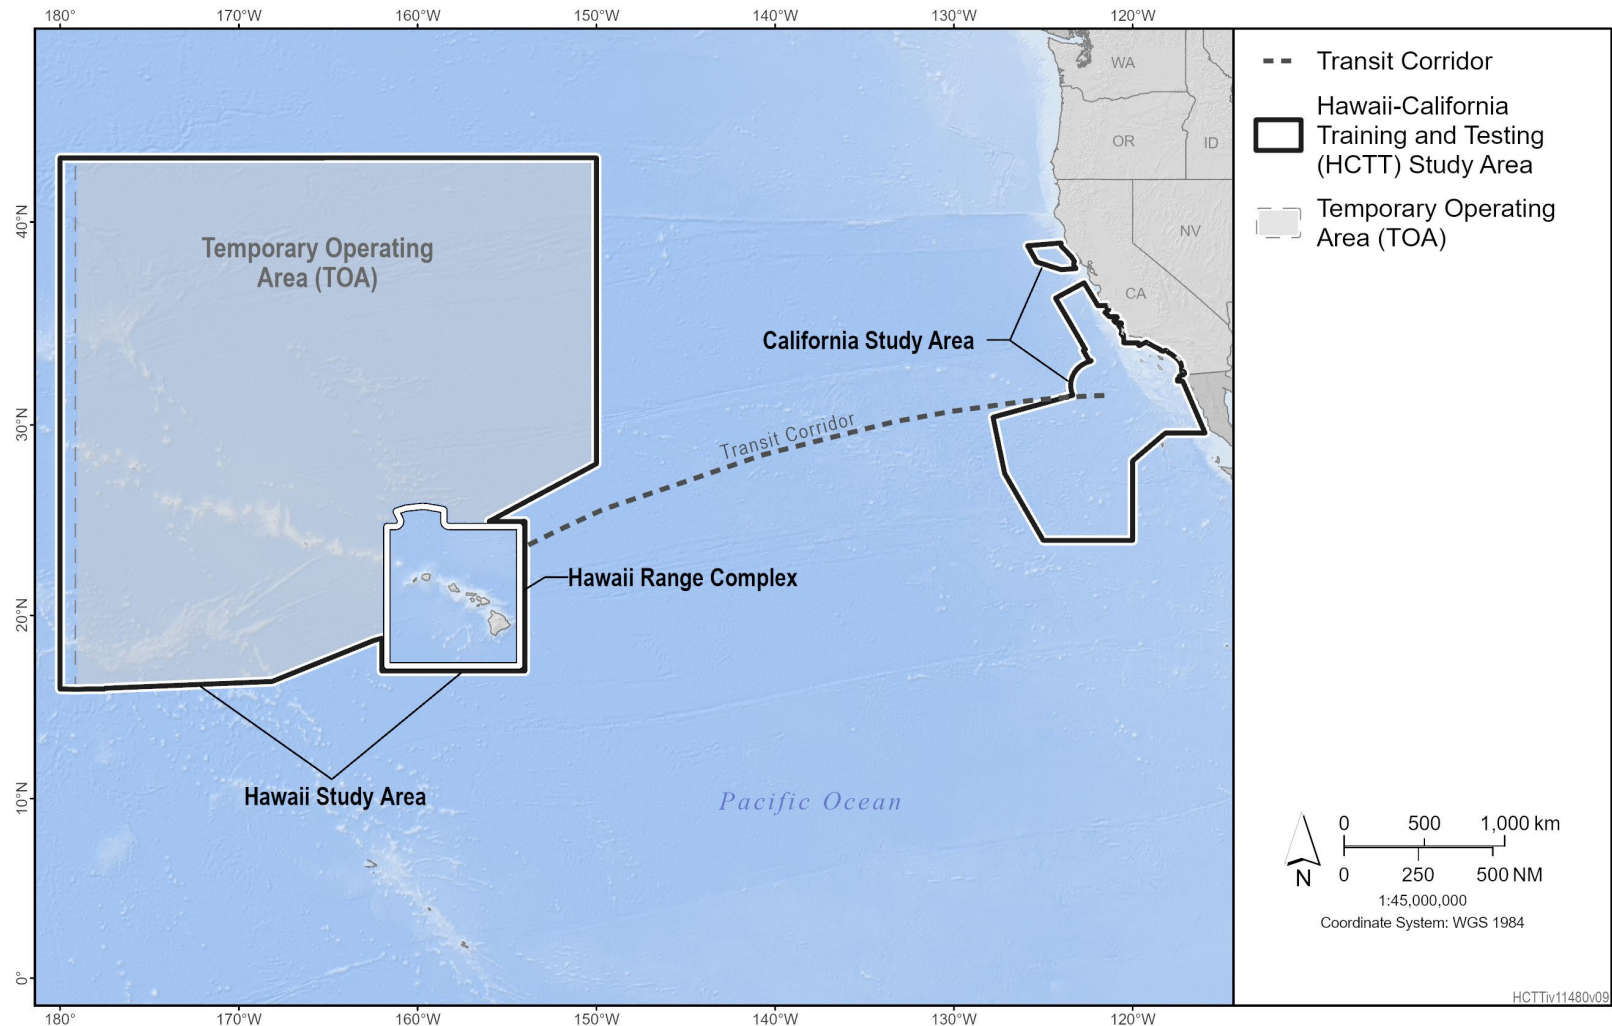 180°
170°W
160°W
150°W
140°W
130°W
120°W
WA
OR
ID
NV
CA
40°N
30°N
20°N
10°N
0°
Temporary Operating
Area (TOA)
California Study Area
Transit Corridor
Hawaii Range Complex
Hawaii Study Area
Pacific Ocean
180°
170°W
160°W
150°W
140°W
130°W
120°W
Transit Corridor
Hawaii-California
Training and Testing
(HCTT) Study Area
Temporary Operating
Area (TOA)
N
0 500 1,000 km
0 250 500 NM
1:45,000,000
Coordinate System: WGS 1984
HCTTiv11480v09